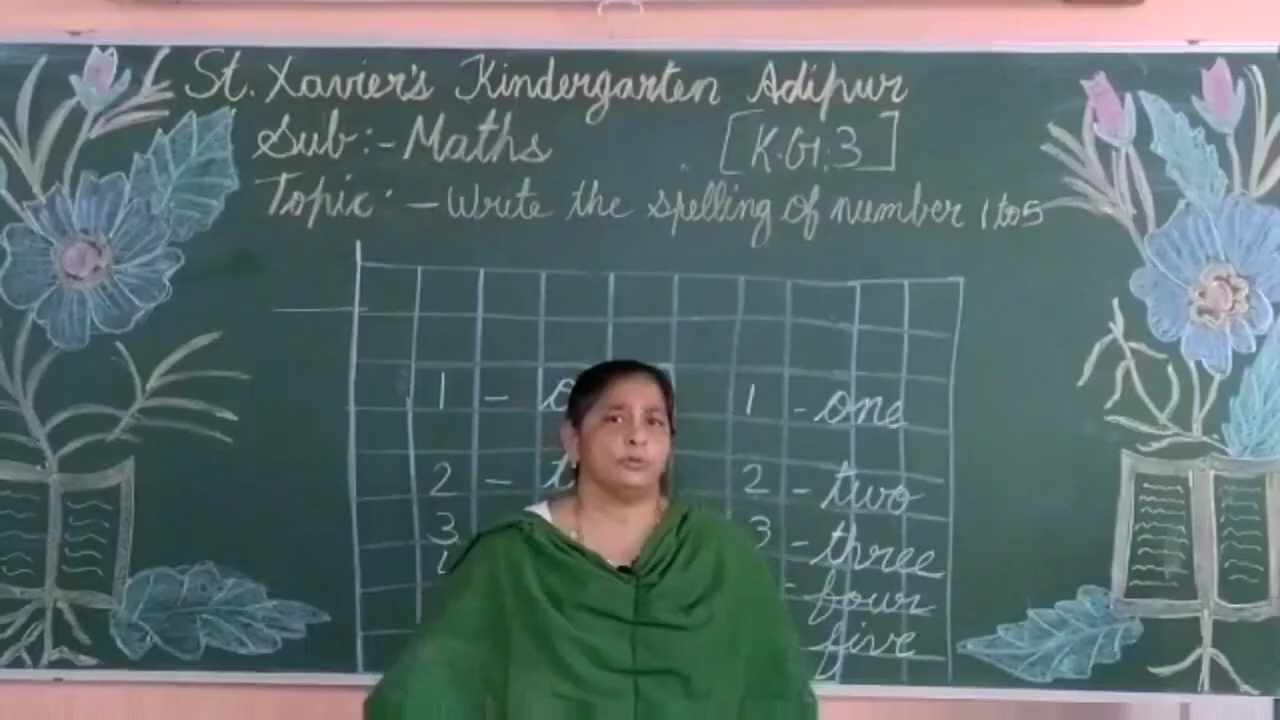 St. Xavier's Kindergarten Adipur
Sub:- Maths [K.G.3]
Topic:- Write the spelling of number 1 to 5
1 - o 1 - one
2 - t 2 - two
3 3 - three
- four
five